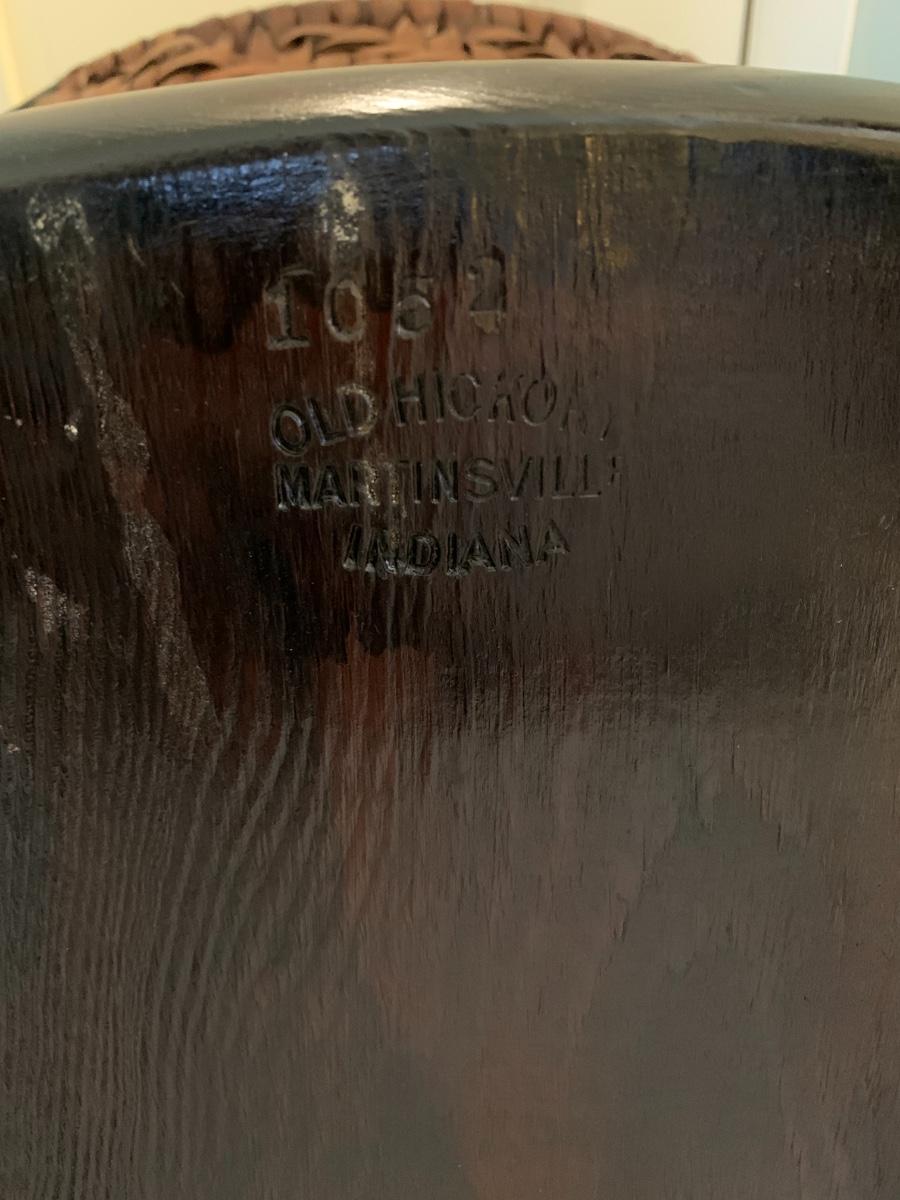 1052
OLD HICKORY
MARTINSVILLE
INDIANA